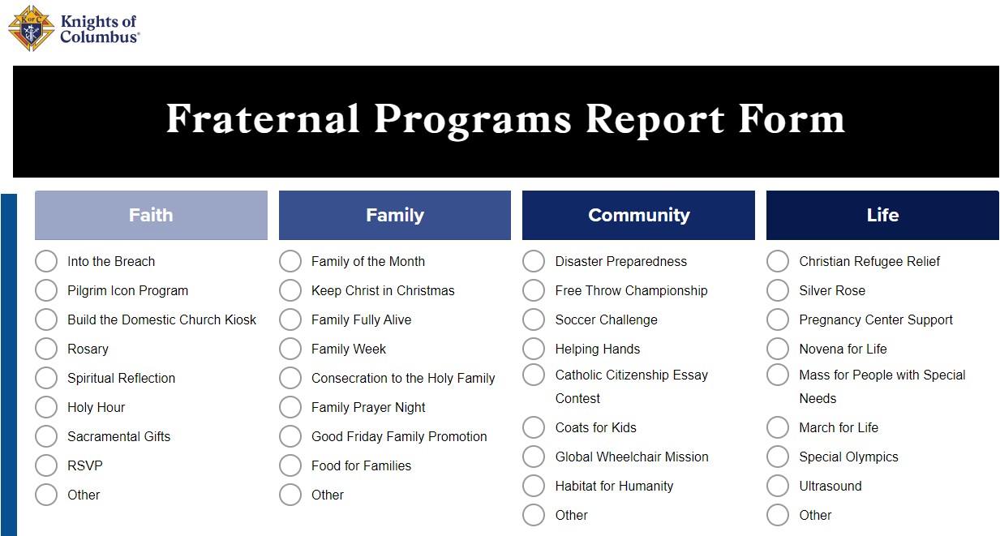 K OF C
Knights of
Columbus®
Fraternal Programs Report Form
Faith
Into the Breach
Pilgrim Icon Program
Build the Domestic Church Kiosk
Rosary
Spiritual Reflection
Holy Hour
Sacramental Gifts
RSVP
Other
Family
Family of the Month
Keep Christ in Christmas
Family Fully Alive
Family Week
Consecration to the Holy Family
Family Prayer Night
Good Friday Family Promotion
Food for Families
Other
Community
Disaster Preparedness
Free Throw Championship
Soccer Challenge
Helping Hands
Catholic Citizenship Essay
Contest
Coats for Kids
Global Wheelchair Mission
Habitat for Humanity
Other
Life
Christian Refugee Relief
Silver Rose
Pregnancy Center Support
Novena for Life
Mass for People with Special
Needs
March for Life
Special Olympics
Ultrasound
Other